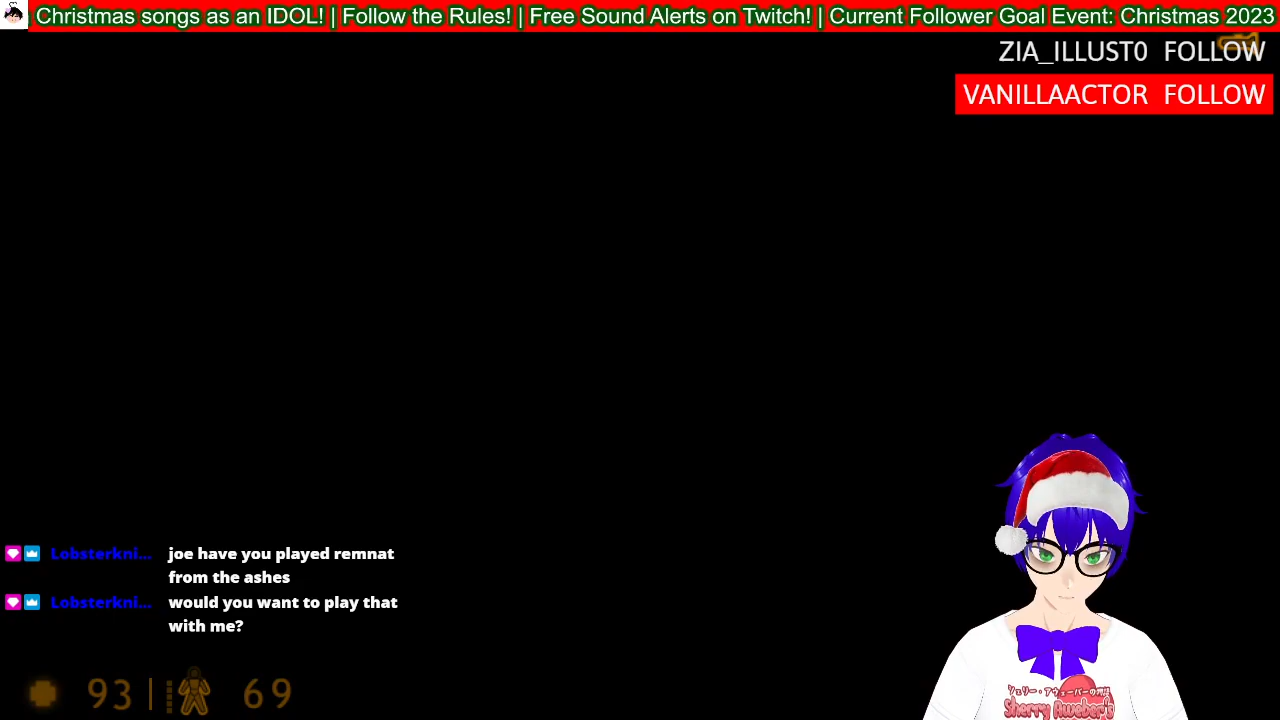 Christmas songs as an IDOL! | Follow the Rules! | Free Sound Alerts on Twitch! | Current Follower Goal Event: Christmas 2023
ZIA_ILLUST0 FOLLOW
VANILLAACTOR FOLLOW
Lobsterkni... joe have you played remnat
from the ashes
Lobsterkni... would you want to play that
with me?
93 | 69
Sherry Aweber's